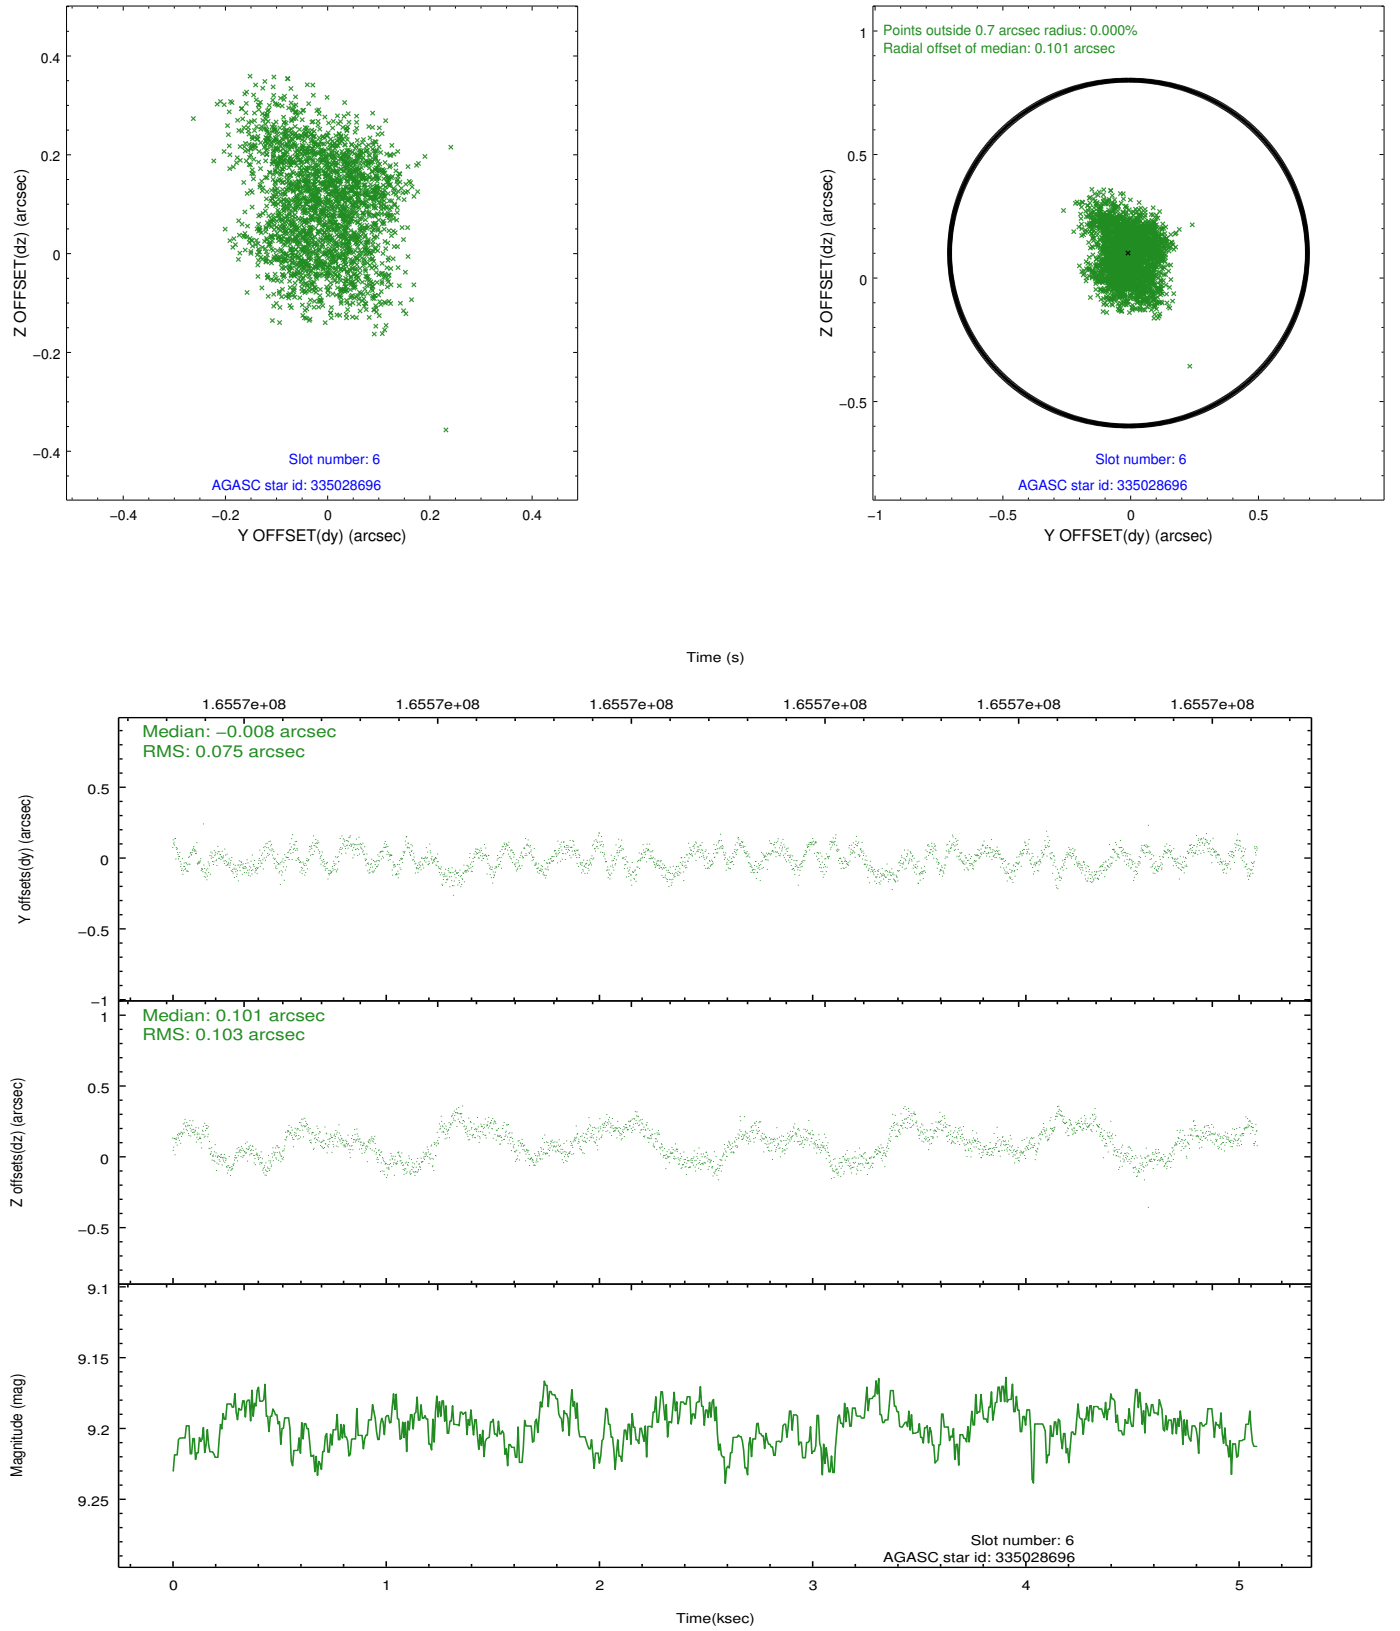 0.4
0.2
0
−0.2
−0.4
Z OFFSET(dz) (arcsec)
Slot number: 6
AGASC star id: 335028696
−0.4 −0.2 0 0.2 0.4
Y OFFSET(dy) (arcsec)
Points outside 0.7 arcsec radius: 0.000%
Radial offset of median: 0.101 arcsec
1
0.5
0
−0.5
Z OFFSET(dz) (arcsec)
Slot number: 6
AGASC star id: 335028696
−1 −0.5 0 0.5
Y OFFSET(dy) (arcsec)
Time (s)
1.6557e+08 1.6557e+08 1.6557e+08 1.6557e+08 1.6557e+08 1.6557e+08
Median: −0.008 arcsec
RMS: 0.075 arcsec
0.5
0
−0.5
−1
Y offsets(dy) (arcsec)
Median: 0.101 arcsec
RMS: 0.103 arcsec
1
0.5
0
−0.5
Z offsets(dz) (arcsec)
9.1
9.15
9.2
9.25
Magnitude (mag)
Slot number: 6
AGASC star id: 335028696
0 1 2 3 4 5
Time(ksec)